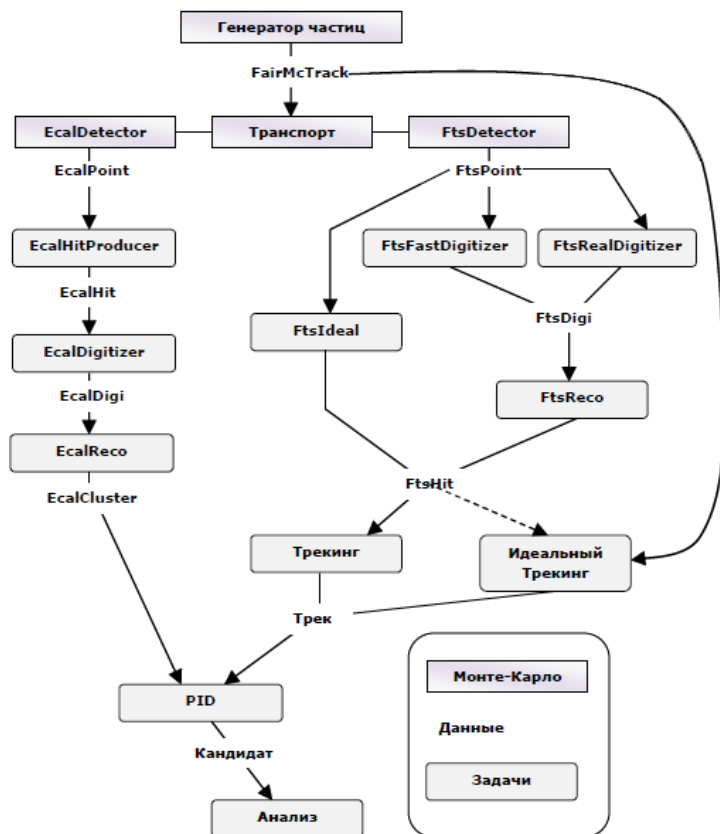 Генератор частиц
FairMcTrack
EcalDetector
Транспорт
FtsDetector
EcalPoint
FtsPoint
EcalHitProducer
FtsFastDigitizer
FtsRealDigitizer
EcalHit
FtsDigi
FtsIdeal
EcalDigitizer
EcalDigi
FtsReco
EcalReco
EcalCluster
FtsHit
Трекинг
Идеальный
Трекинг
Трек
Монте-Карло
PID
Данные
Кандидат
Задачи
Анализ